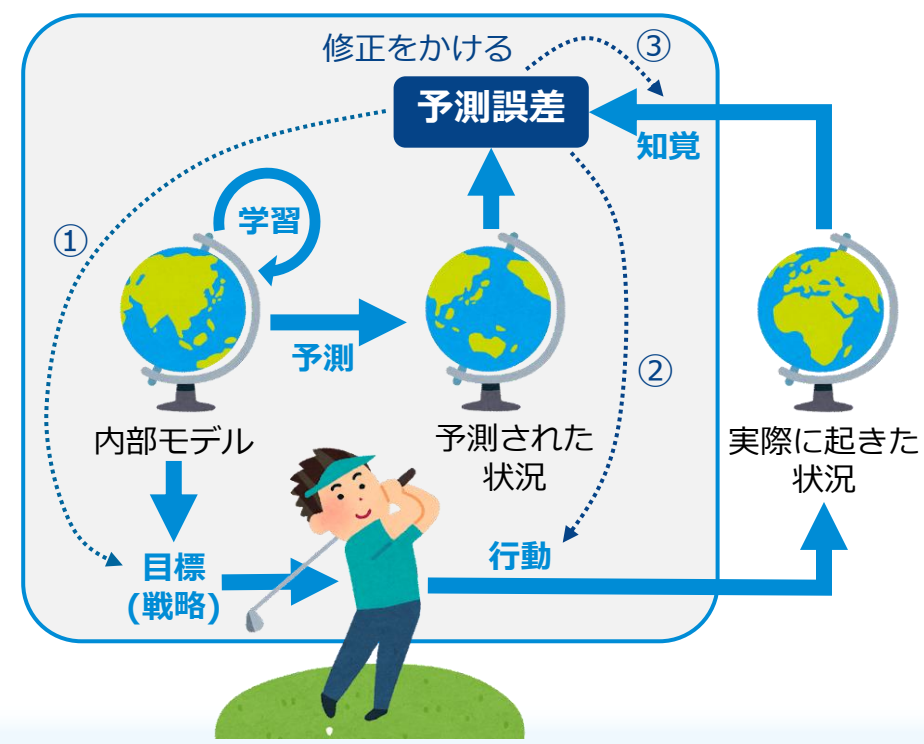 修正をかける
③
予測誤差
知覚
学習
①
予測
②
内部モデル
予測された
状況
実際に起きた
状況
目標
(戦略)
行動